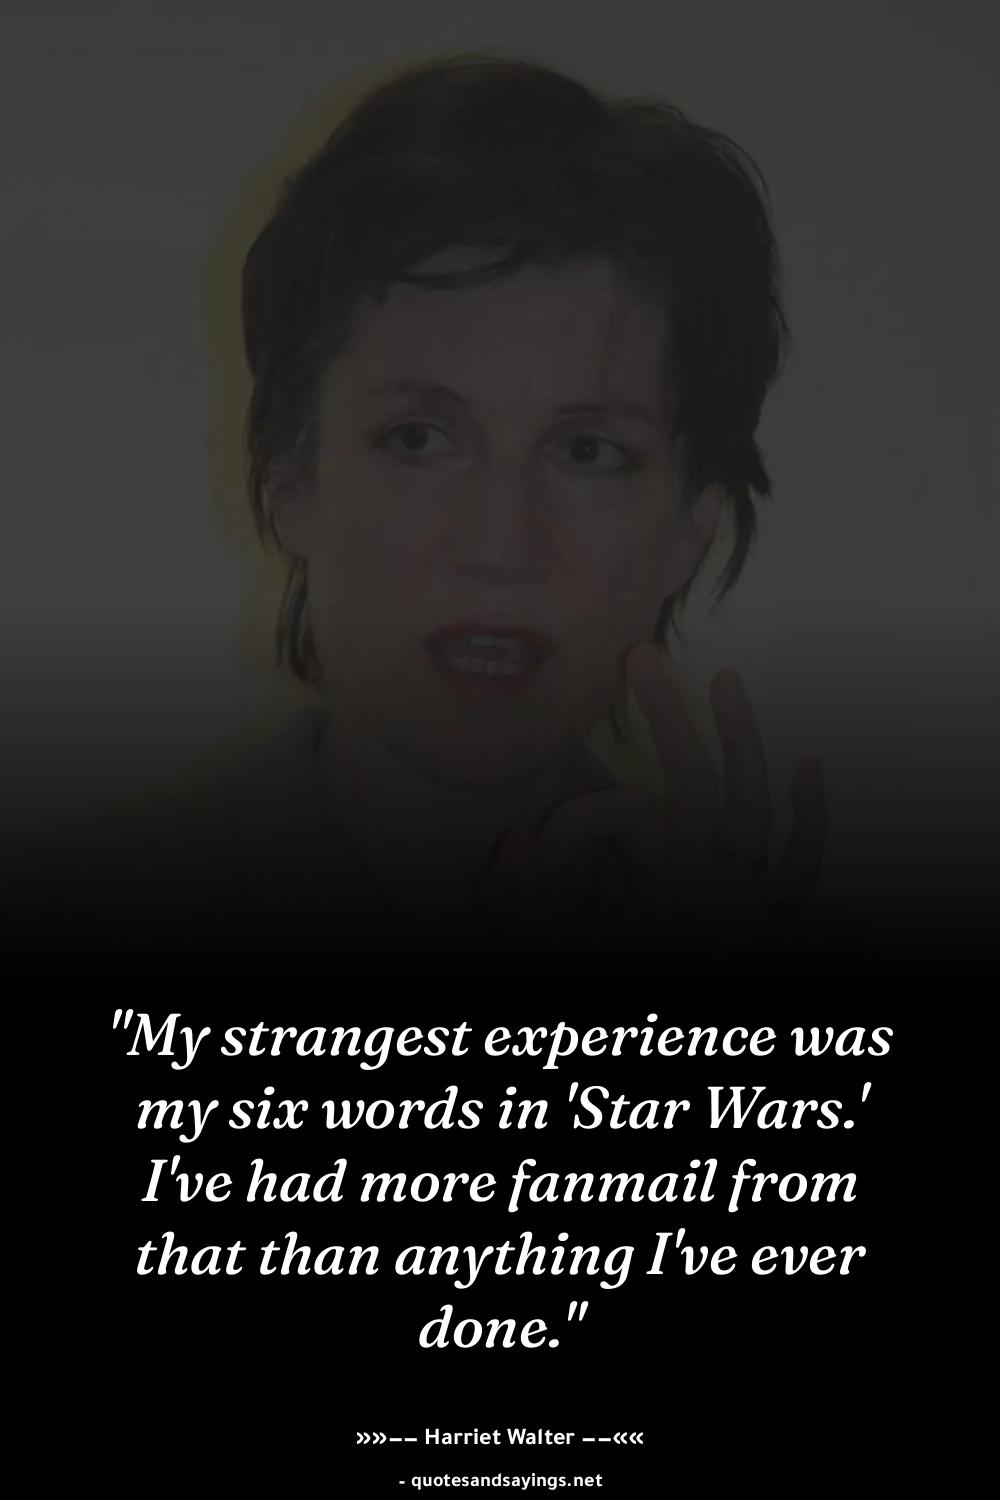 "My strangest experience was
my six words in 'Star Wars.'
I've had more fanmail from
that than anything I've ever
done."
»»−− Harriet Walter −−««
- quotesandsayings.net